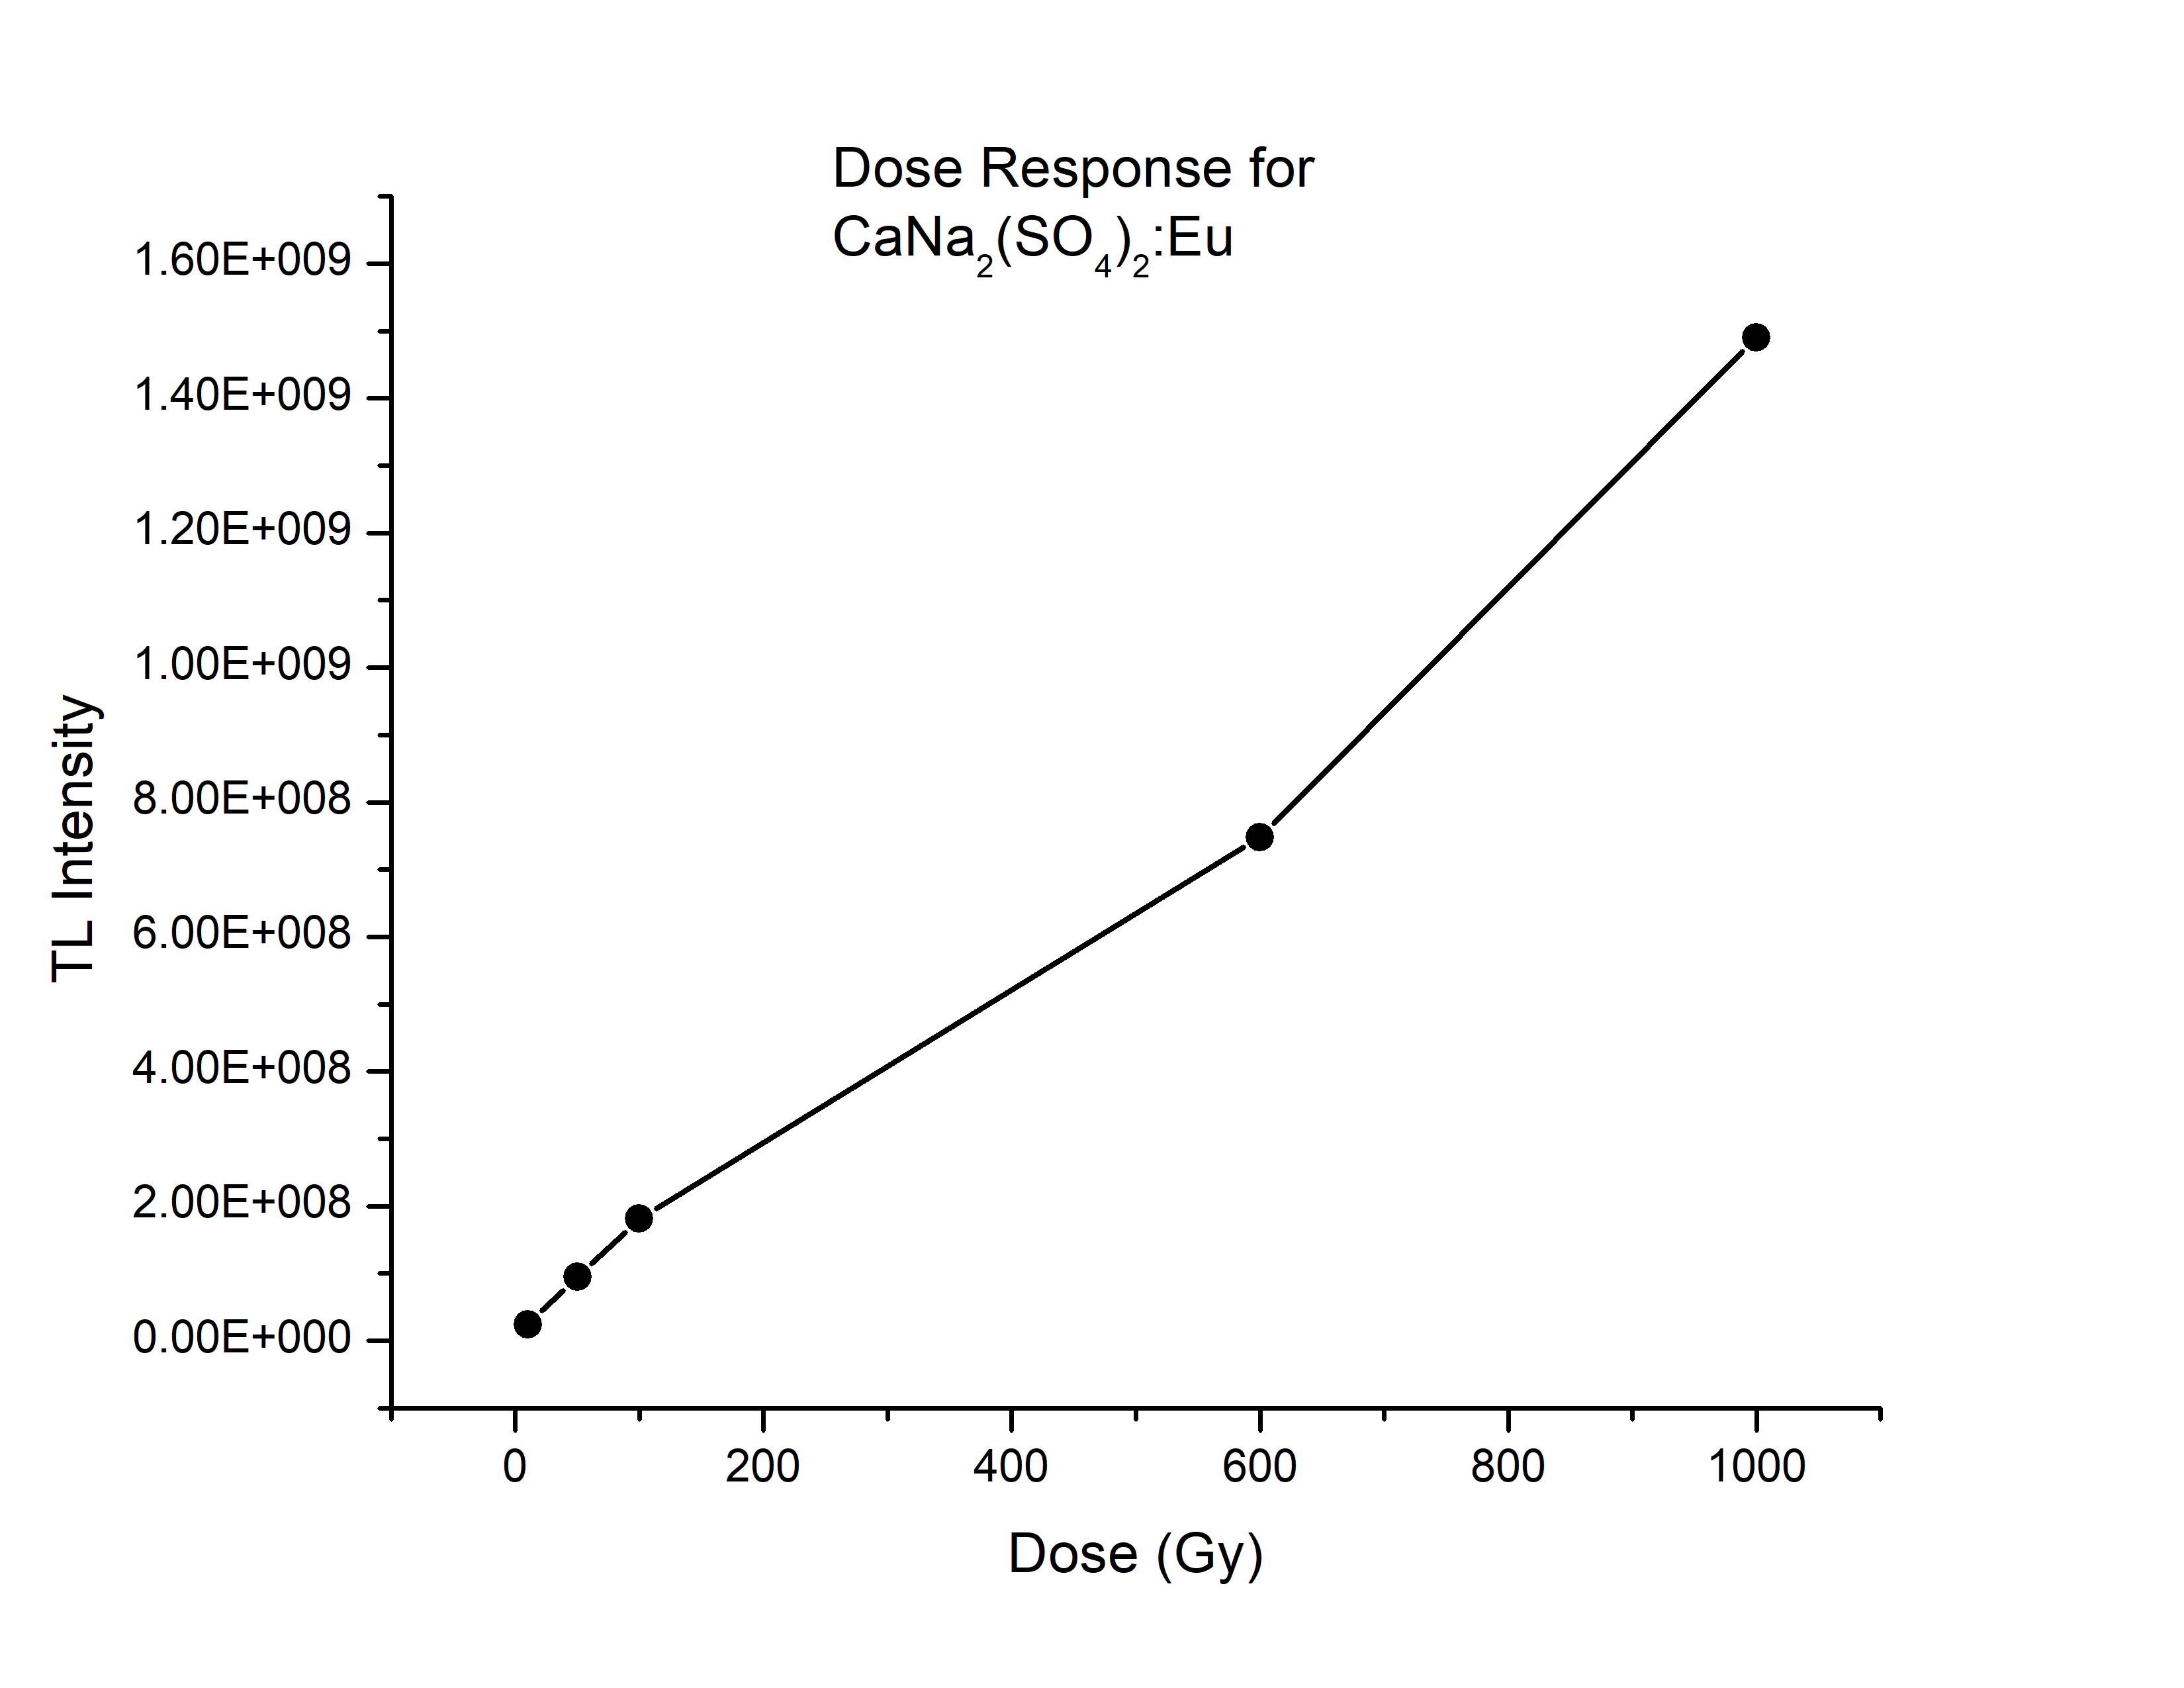 Dose Response for
CaNa₂(SO₄)₂:Eu
1.60E+009
1.40E+009
1.20E+009
1.00E+009
8.00E+008
6.00E+008
4.00E+008
2.00E+008
0.00E+000
TL Intensity
0 200 400 600 800 1000
Dose (Gy)